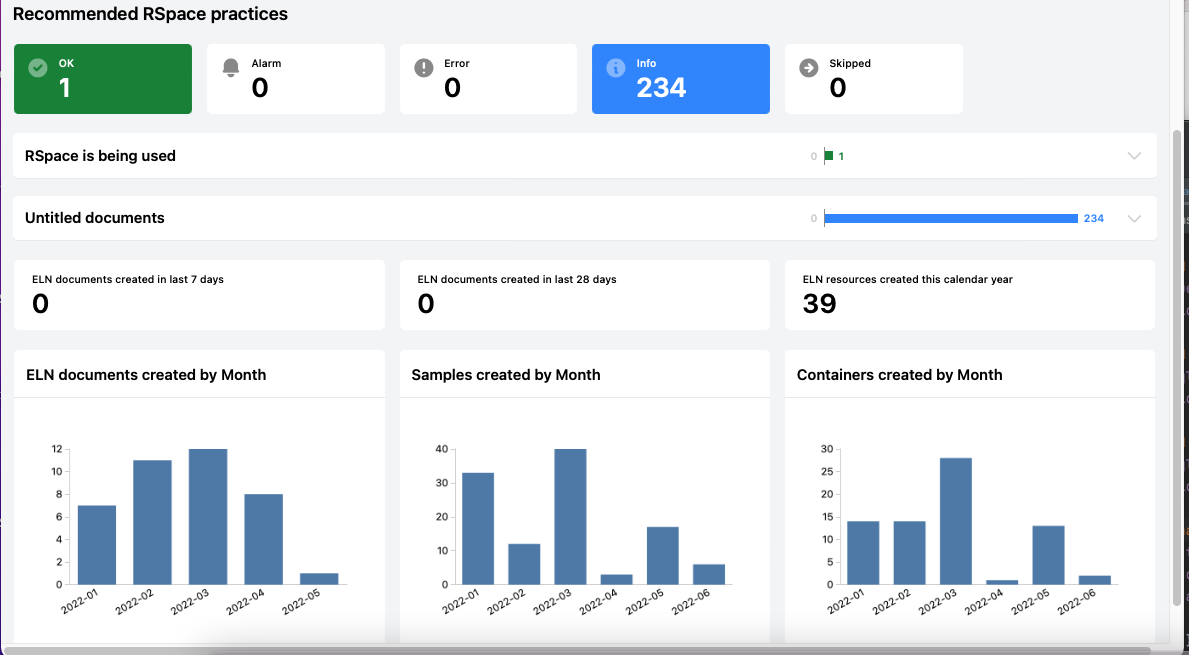 Recommended RSpace practices
OK
1
Alarm
0
Error
0
Info
234
Skipped
0
RSpace is being used
0 1
Untitled documents
0 234
ELN documents created in last 7 days
0
ELN documents created in last 28 days
0
ELN resources created this calendar year
39
ELN documents created by Month
12
10
8
6
4
2
0
2022-01 2022-02 2022-03 2022-04 2022-05
Samples created by Month
40
30
20
10
0
2022-01 2022-02 2022-03 2022-04 2022-05 2022-06
Containers created by Month
30
25
20
15
10
5
0
2022-01 2022-02 2022-03 2022-04 2022-05 2022-06